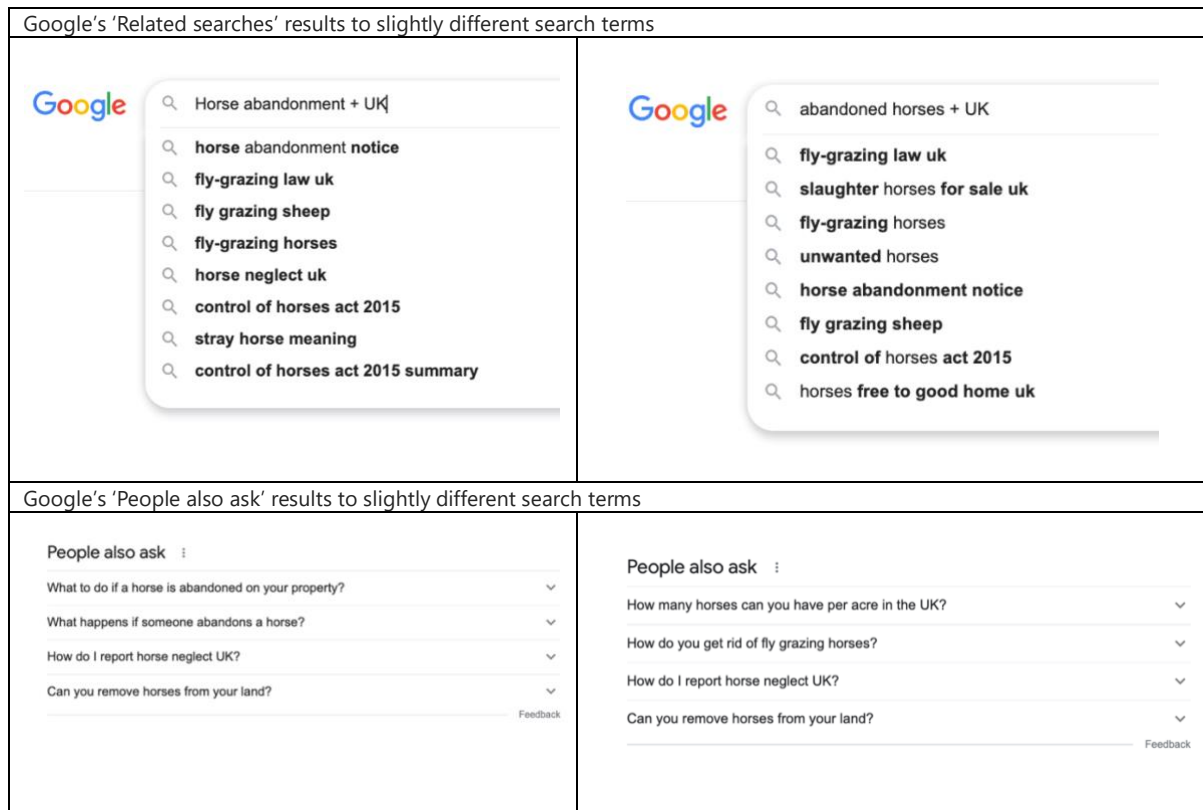 Google's 'Related searches' results to slightly different search terms
Google
Horse abandonment + UK
horse abandonment notice
fly-grazing law uk
fly grazing sheep
fly-grazing horses
horse neglect uk
control of horses act 2015
stray horse meaning
control of horses act 2015 summary
Google
abandoned horses + UK
fly-grazing law uk
slaughter horses for sale uk
fly-grazing horses
unwanted horses
horse abandonment notice
fly grazing sheep
control of horses act 2015
horses free to good home uk
Google's 'People also ask' results to slightly different search terms
People also ask
What to do if a horse is abandoned on your property?
What happens if someone abandons a horse?
How do I report horse neglect UK?
Can you remove horses from your land?
Feedback
People also ask
How many horses can you have per acre in the UK?
How do you get rid of fly grazing horses?
How do I report horse neglect UK?
Can you remove horses from your land?
Feedback